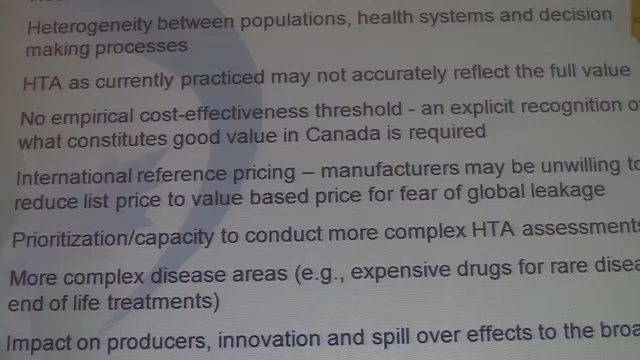 Heterogeneity between populations, health systems and decision
making processes
HTA as currently practiced may not accurately reflect the full value
No empirical cost-effectiveness threshold - an explicit recognition
what constitutes good value in Canada is required
International reference pricing – manufacturers may be unwilling to
reduce list price to value based price for fear of global leakage
Prioritization/capacity to conduct more complex HTA assessments
More complex disease areas (e.g., expensive drugs for rare
end of life treatments)
Impact on producers, innovation and spill over effects to the